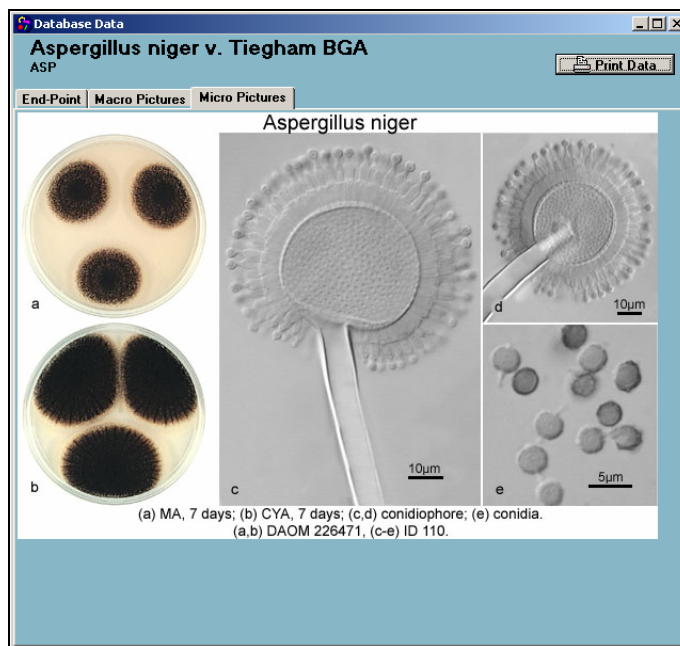 Database Data
Aspergillus niger v. Tiegham BGA
ASP
Print Data
End-Point Macro Pictures Micro Pictures
Aspergillus niger
a
b
c
10µm
d
10µm
e
5µm
(a) MA, 7 days; (b) CYA, 7 days; (c,d) conidiophore; (e) conidia.
(a,b) DAOM 226471, (c-e) ID 110.